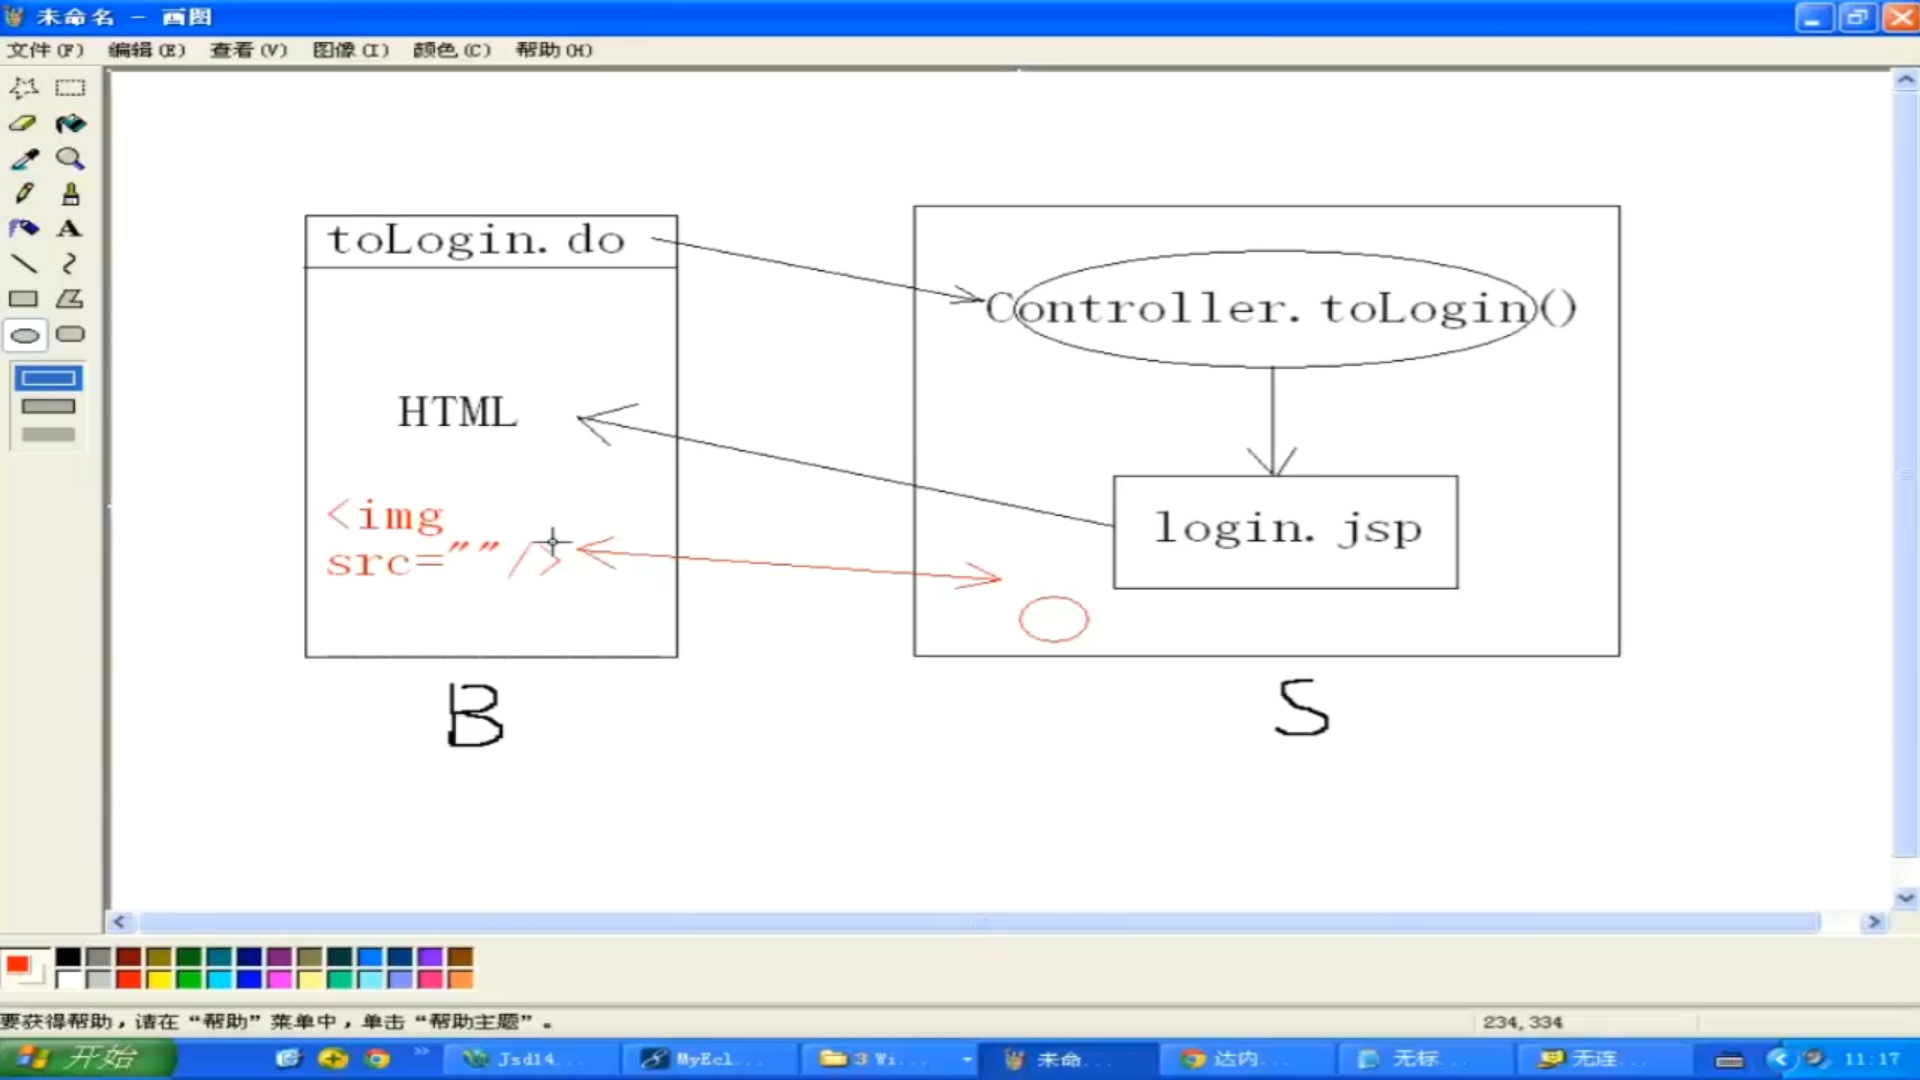 未命名 - 画图
文件(F) 编辑(E) 查看(V) 图像(I) 颜色(C) 帮助(H)
toLogin.do
Controller.toLogin()
HTML
<img
src="" />
login.jsp
B
S
要获得帮助，请在“帮助”菜单中，单击“帮助主题”。
234,334
开始
Jsd14...
MyEcl...
3 Wi...
未命...
达内...
无标...
无连...
11:17